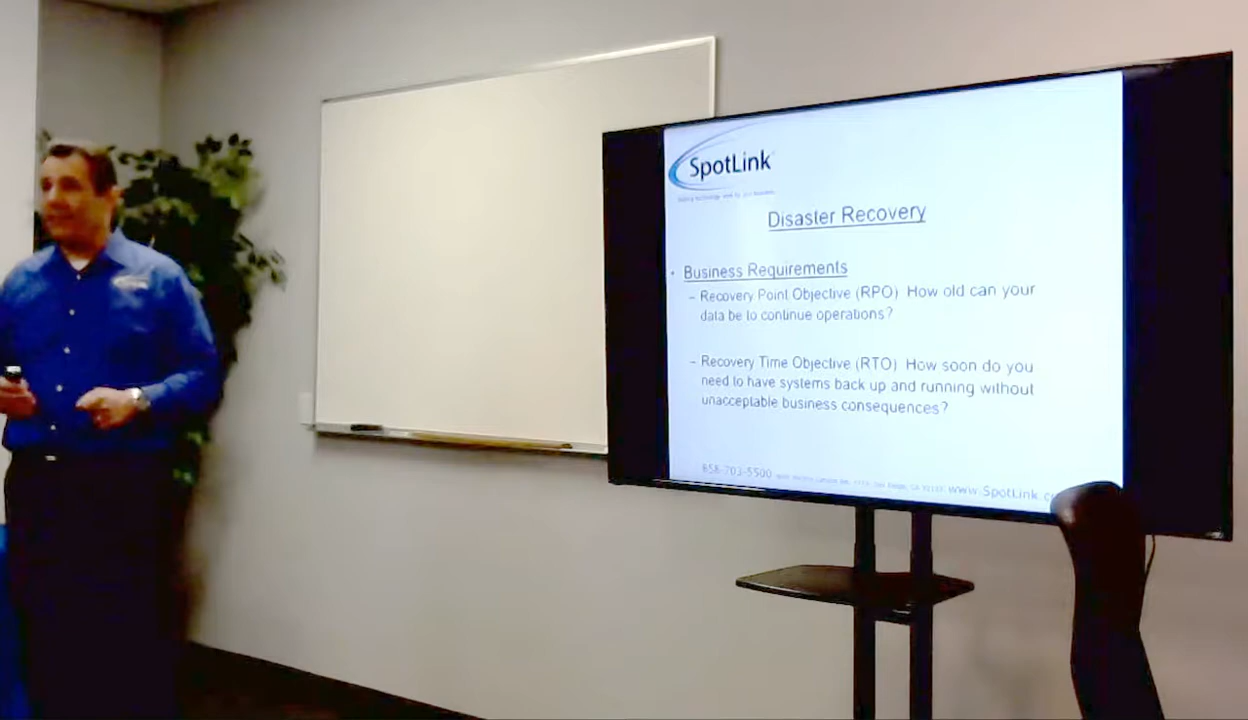 SpotLink
Disaster Recovery
• Business Requirements
– Recovery Point Objective (RPO) How old can your
data be to continue operations?
– Recovery Time Objective (RTO) How soon do you
need to have systems back up and running without
unacceptable business consequences?
858-703-5500 www.SpotLink.c